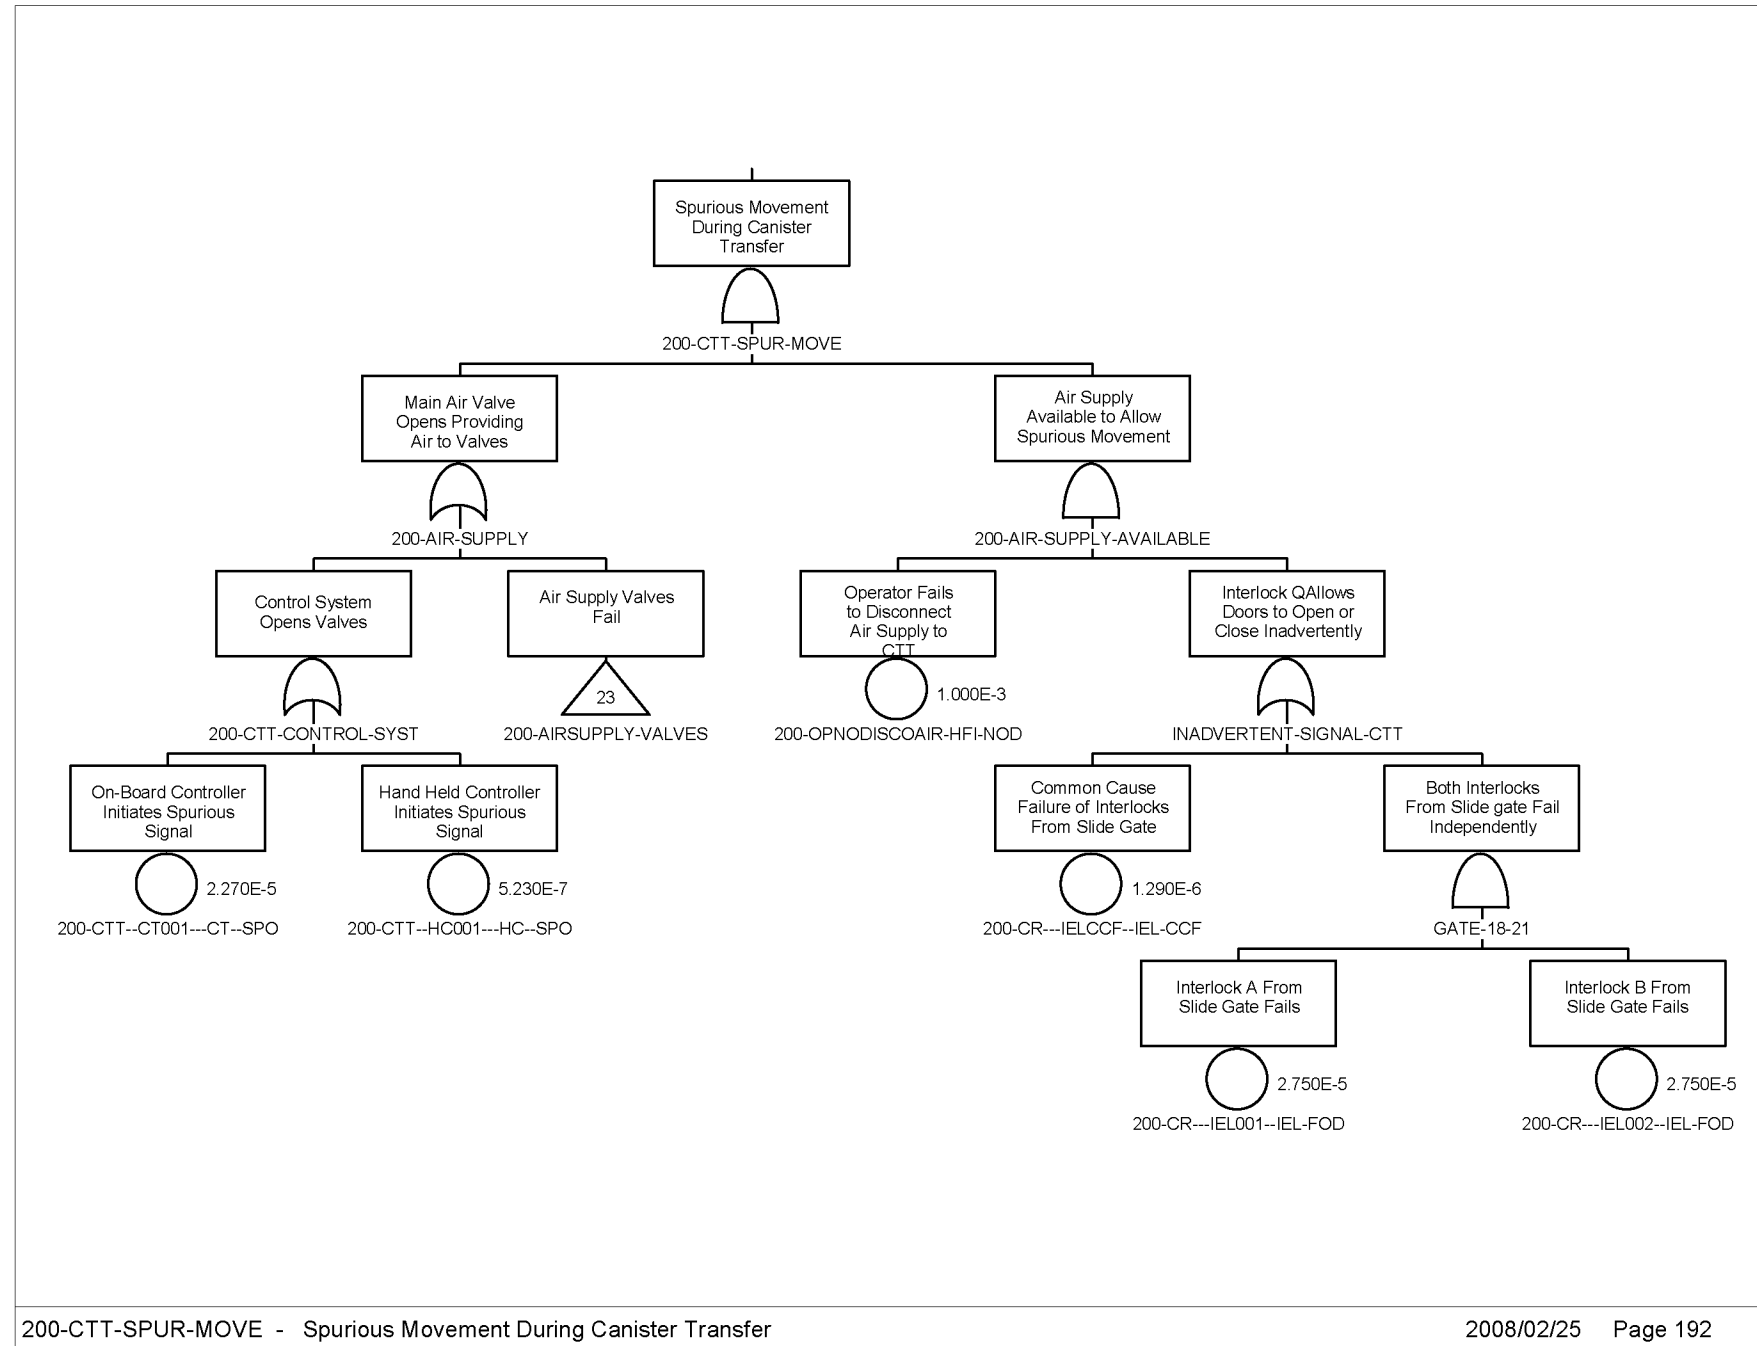 Spurious Movement
During Canister
Transfer
200-CTT-SPUR-MOVE
Main Air Valve
Opens Providing
Air to Valves
200-AIR-SUPPLY
Air Supply
Available to Allow
Spurious Movement
200-AIR-SUPPLY-AVAILABLE
Control System
Opens Valves
200-CTT-CONTROL-SYST
Air Supply Valves
Fail
23
200-AIRSUPPLY-VALVES
Operator Fails
to Disconnect
Air Supply to
CTT
1.000E-3
200-OPNODISCOAIR-HFI-NOD
Interlock QAllows
Doors to Open or
Close Inadvertently
INADVERTENT-SIGNAL-CTT
On-Board Controller
Initiates Spurious
Signal
2.270E-5
200-CTT--CT001---CT--SPO
Hand Held Controller
Initiates Spurious
Signal
5.230E-7
200-CTT--HC001---HC--SPO
Common Cause
Failure of Interlocks
From Slide Gate
1.290E-6
200-CR---IELCCF--IEL-CCF
Both Interlocks
From Slide gate Fail
Independently
GATE-18-21
Interlock A From
Slide Gate Fails
2.750E-5
200-CR---IEL001--IEL-FOD
Interlock B From
Slide Gate Fails
2.750E-5
200-CR---IEL002--IEL-FOD
200-CTT-SPUR-MOVE - Spurious Movement During Canister Transfer
2008/02/25 Page 192